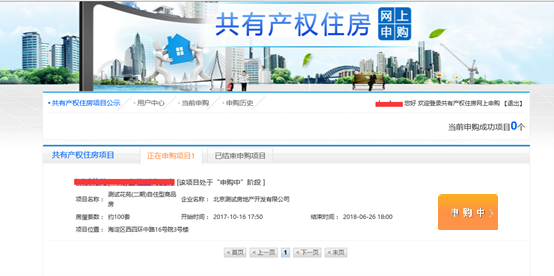 共有产权住房 网上申购
•共有产权住房项目公示 •用户中心 •当前申购 •申购历史 您好 欢迎登录共有产权住房网上申购 【退出】
当前申购成功项目0个
共有产权住房项目 正在申购项目1 已结束申购项目
[该项目处于“申购中”阶段]
项目名称： 测试花苑(二期)自住型商品房 企业名称： 北京测试房地产开发有限公司
房屋套数： 约100套 开始时间： 2017-10-16 17:50 结束时间： 2018-06-26 18:00
项目位置： 海淀区西四环中路16号院3号楼
申 购 中
<首页 <上一页 1 <下一页 <末页